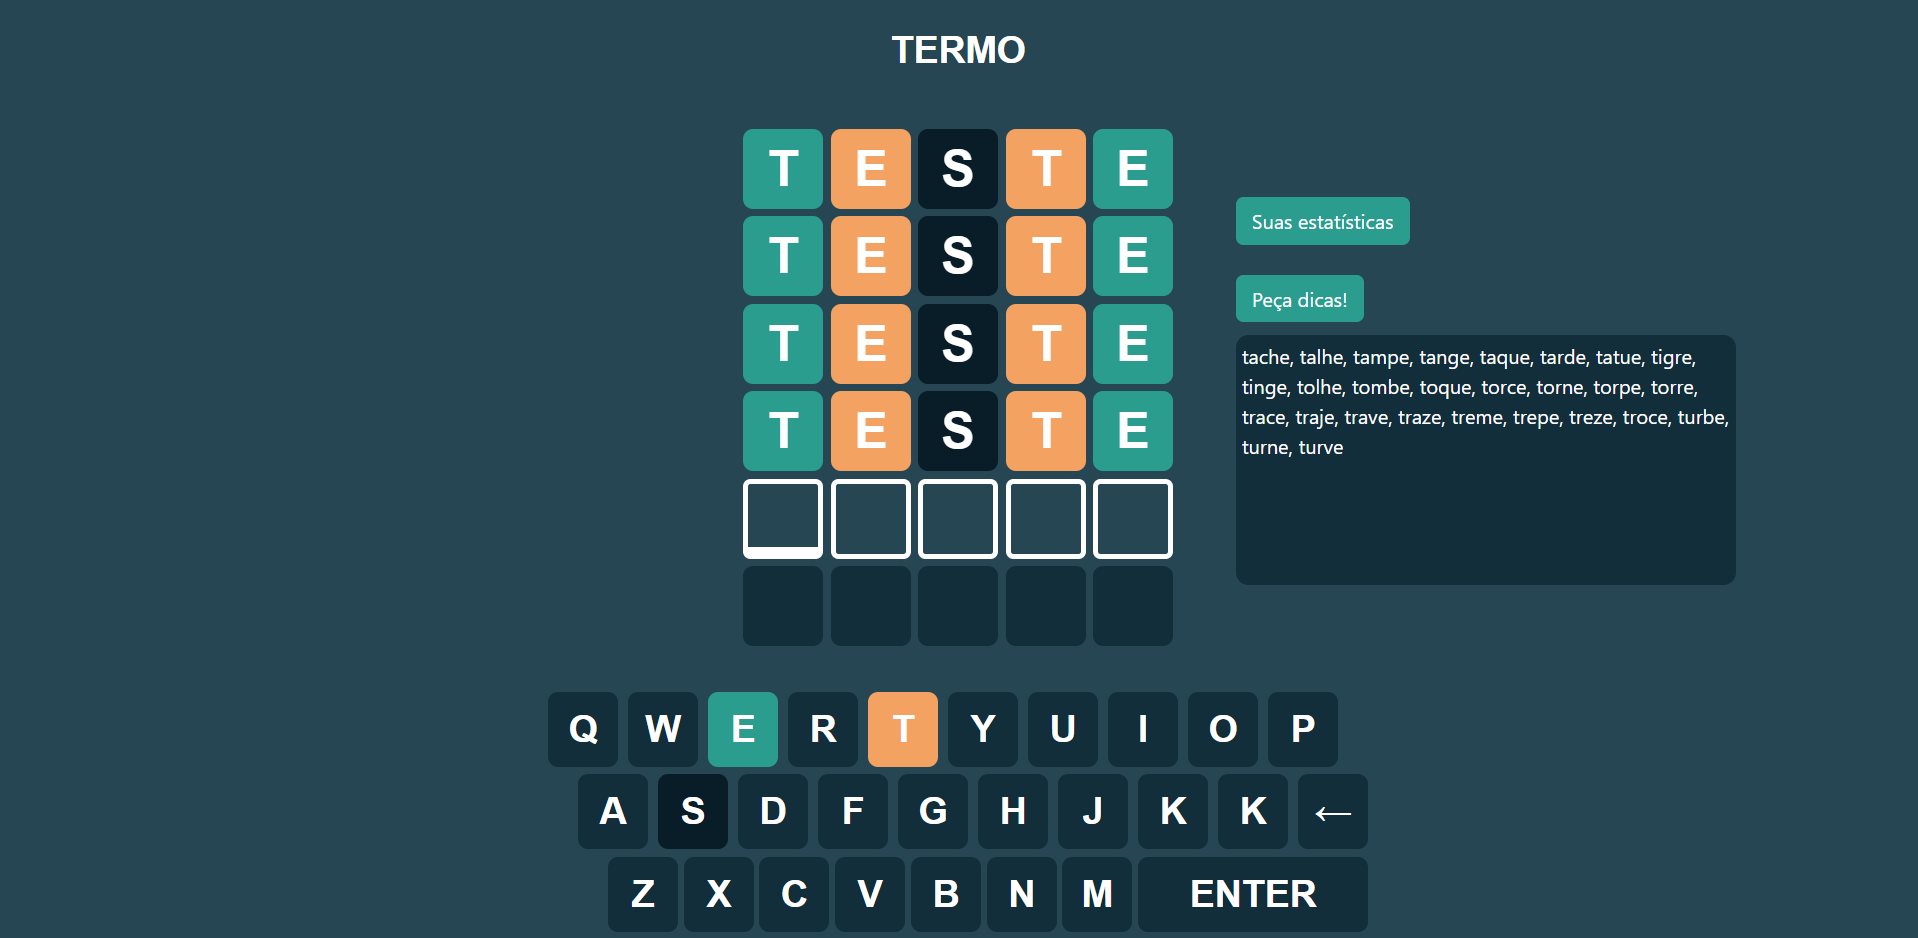 TERMO
T E S T E
T E S T E
T E S T E
T E S T E
Suas estatísticas
Peça dicas!
tache, talhe, tampe, tange, taque, tarde, tatue, tigre,
tinge, tolhe, tombe, toque, torce, torne, torpe, torre,
trace, traje, trave, traze, treme, trepe, treze, troce, turbe,
turne, turve
Q W E R T Y U I O P
A S D F G H J K K ←
Z X C V B N M ENTER